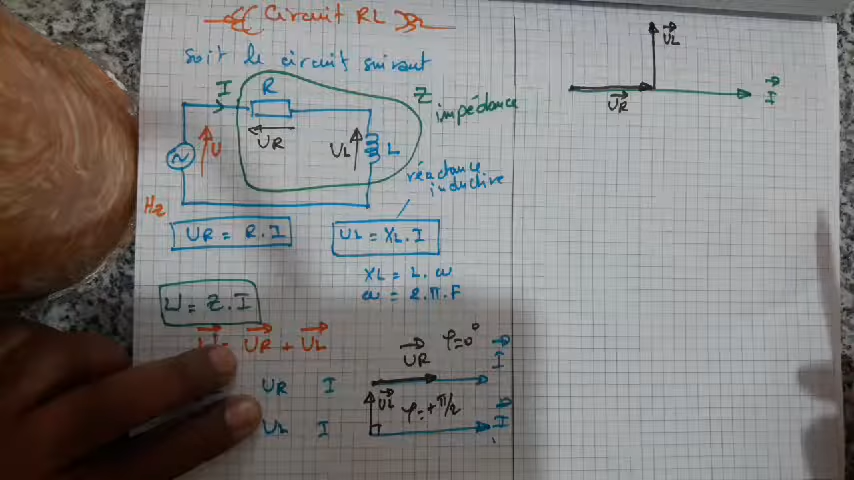 Circuit RL
soit le circuit suivant
I R Z
impédance
U UR UL L
réactance
inductive
Hz
UR = R.I
UL = XL.I
XL = L.ω
ω = 2.π.F
U = Z.I
U = UR + UL
UR I UR φ=0° I
UL I UL φ=+π/2 I
UL
UR I